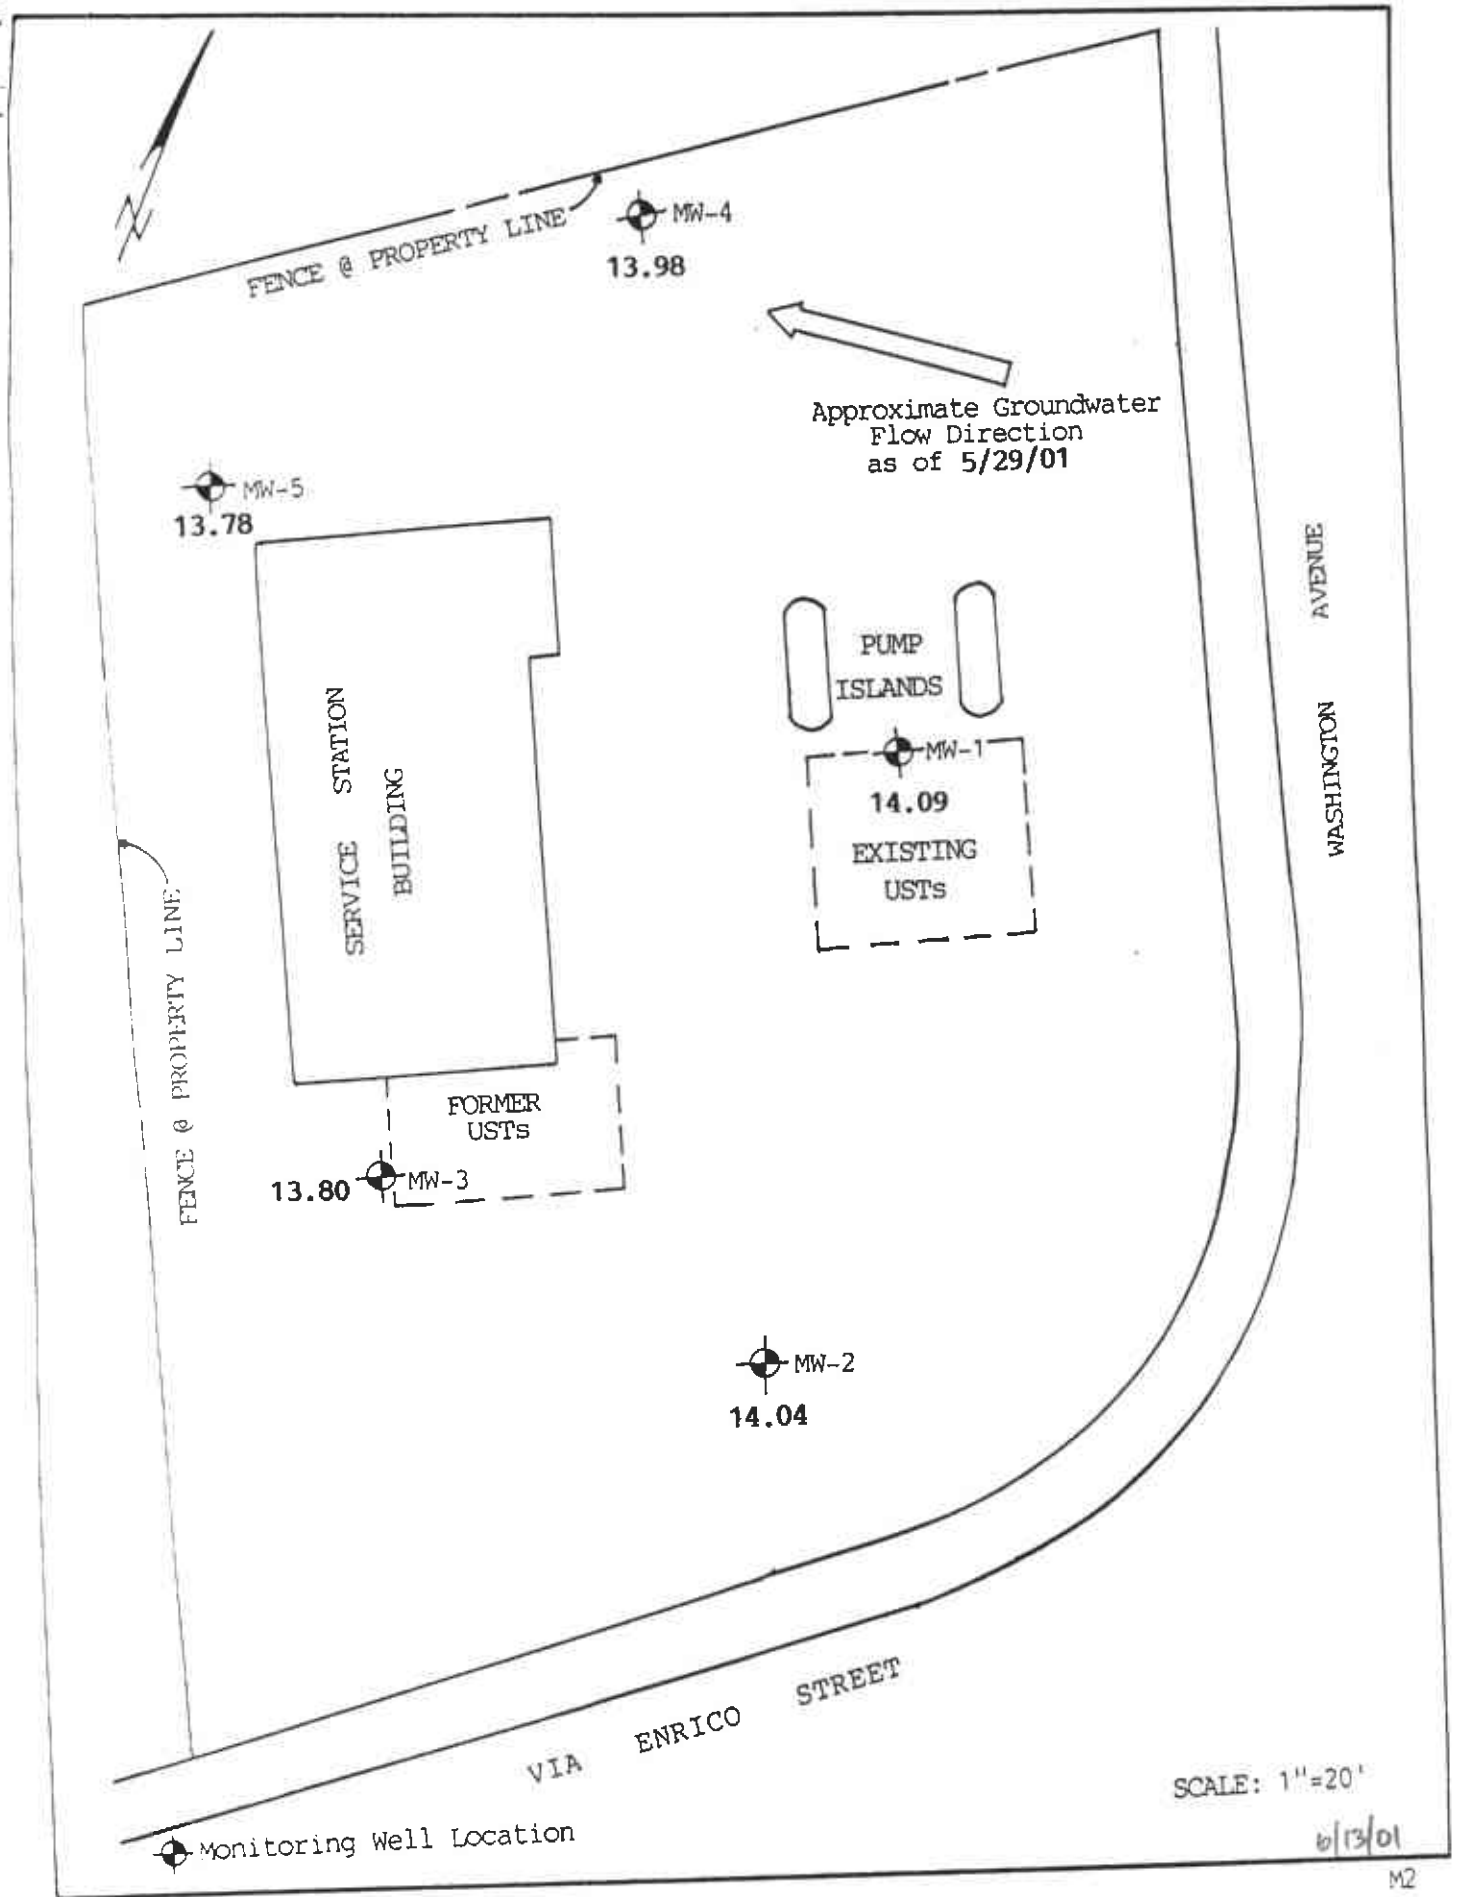 N
FENCE @ PROPERTY LINE
MW-4
13.98
Approximate Groundwater
Flow Direction
as of 5/29/01
MW-5
13.78
SERVICE STATION
BUILDING
PUMP
ISLANDS
MW-1
14.09
EXISTING
USTs
WASHINGTON AVENUE
FENCE @ PROPERTY LINE
FORMER
USTs
13.80
MW-3
MW-2
14.04
VIA ENRICO STREET
SCALE: 1"=20'
Monitoring Well Location
6/13/01
M2